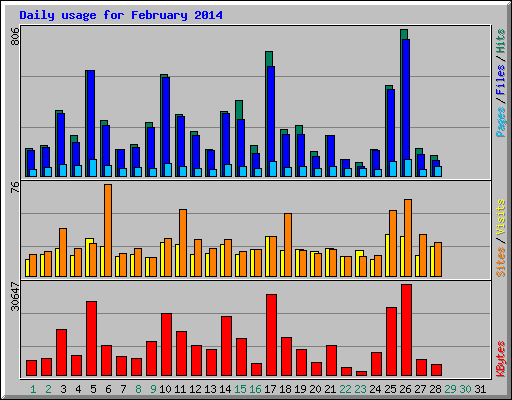 Daily usage for February 2014
806
Pages / Files / Hits
76
Sites / Visits
30647
KBytes
1 2 3 4 5 6 7 8 9 10 11 12 13 14 15 16 17 18 19 20 21 22 23 24 25 26 27 28 29 30 31